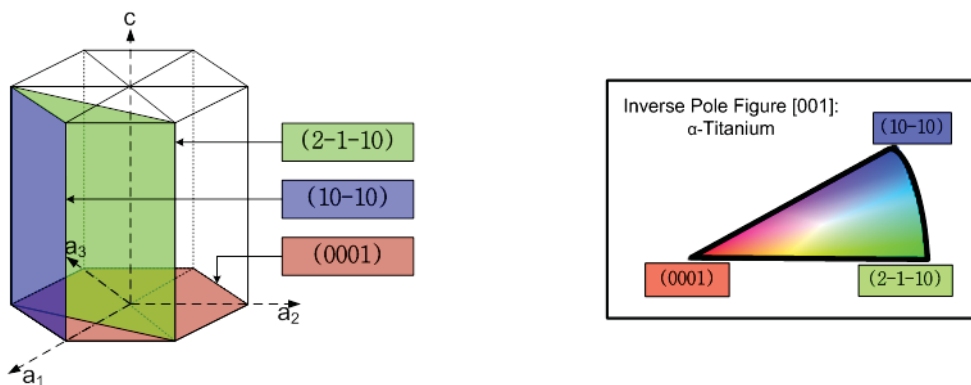 c
(2-1-10)
(10-10)
(0001)
a3
a2
a1
Inverse Pole Figure [001]:
α-Titanium
(10-10)
(0001)
(2-1-10)